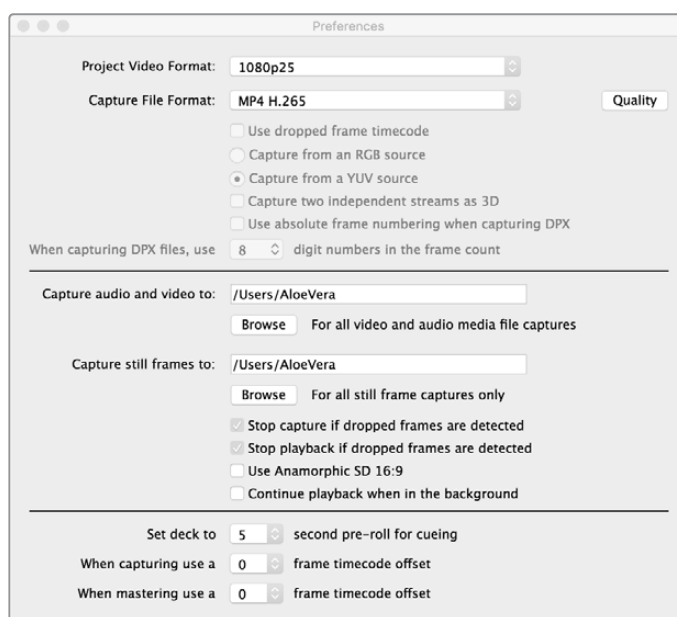 Preferences
Project Video Format: 1080p25
Capture File Format: MP4 H.265 Quality
Use dropped frame timecode
Capture from an RGB source
Capture from a YUV source
Capture two independent streams as 3D
Use absolute frame numbering when capturing DPX
When capturing DPX files, use 8 digit numbers in the frame count
Capture audio and video to: /Users/AloeVera
Browse For all video and audio media file captures
Capture still frames to: /Users/AloeVera
Browse For all still frame captures only
Stop capture if dropped frames are detected
Stop playback if dropped frames are detected
Use Anamorphic SD 16:9
Continue playback when in the background
Set deck to 5 second pre-roll for cueing
When capturing use a 0 frame timecode offset
When mastering use a 0 frame timecode offset